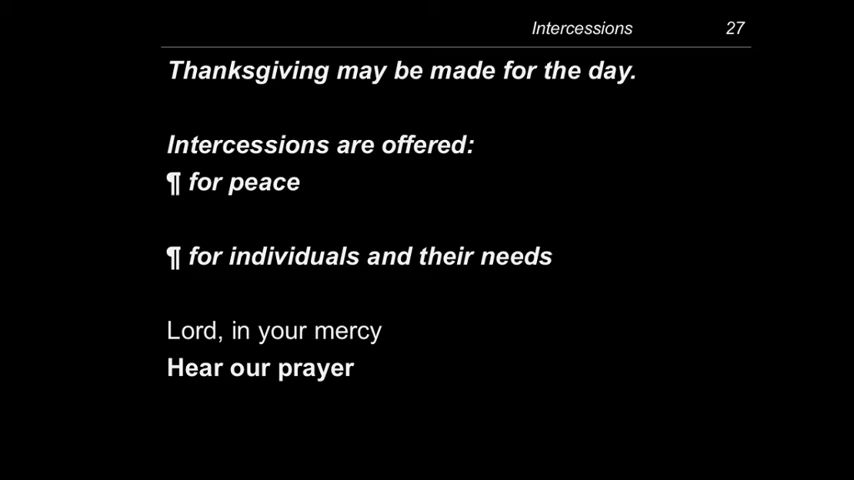 Intercessions 27
Thanksgiving may be made for the day.
Intercessions are offered:
¶ for peace
¶ for individuals and their needs
Lord, in your mercy
Hear our prayer